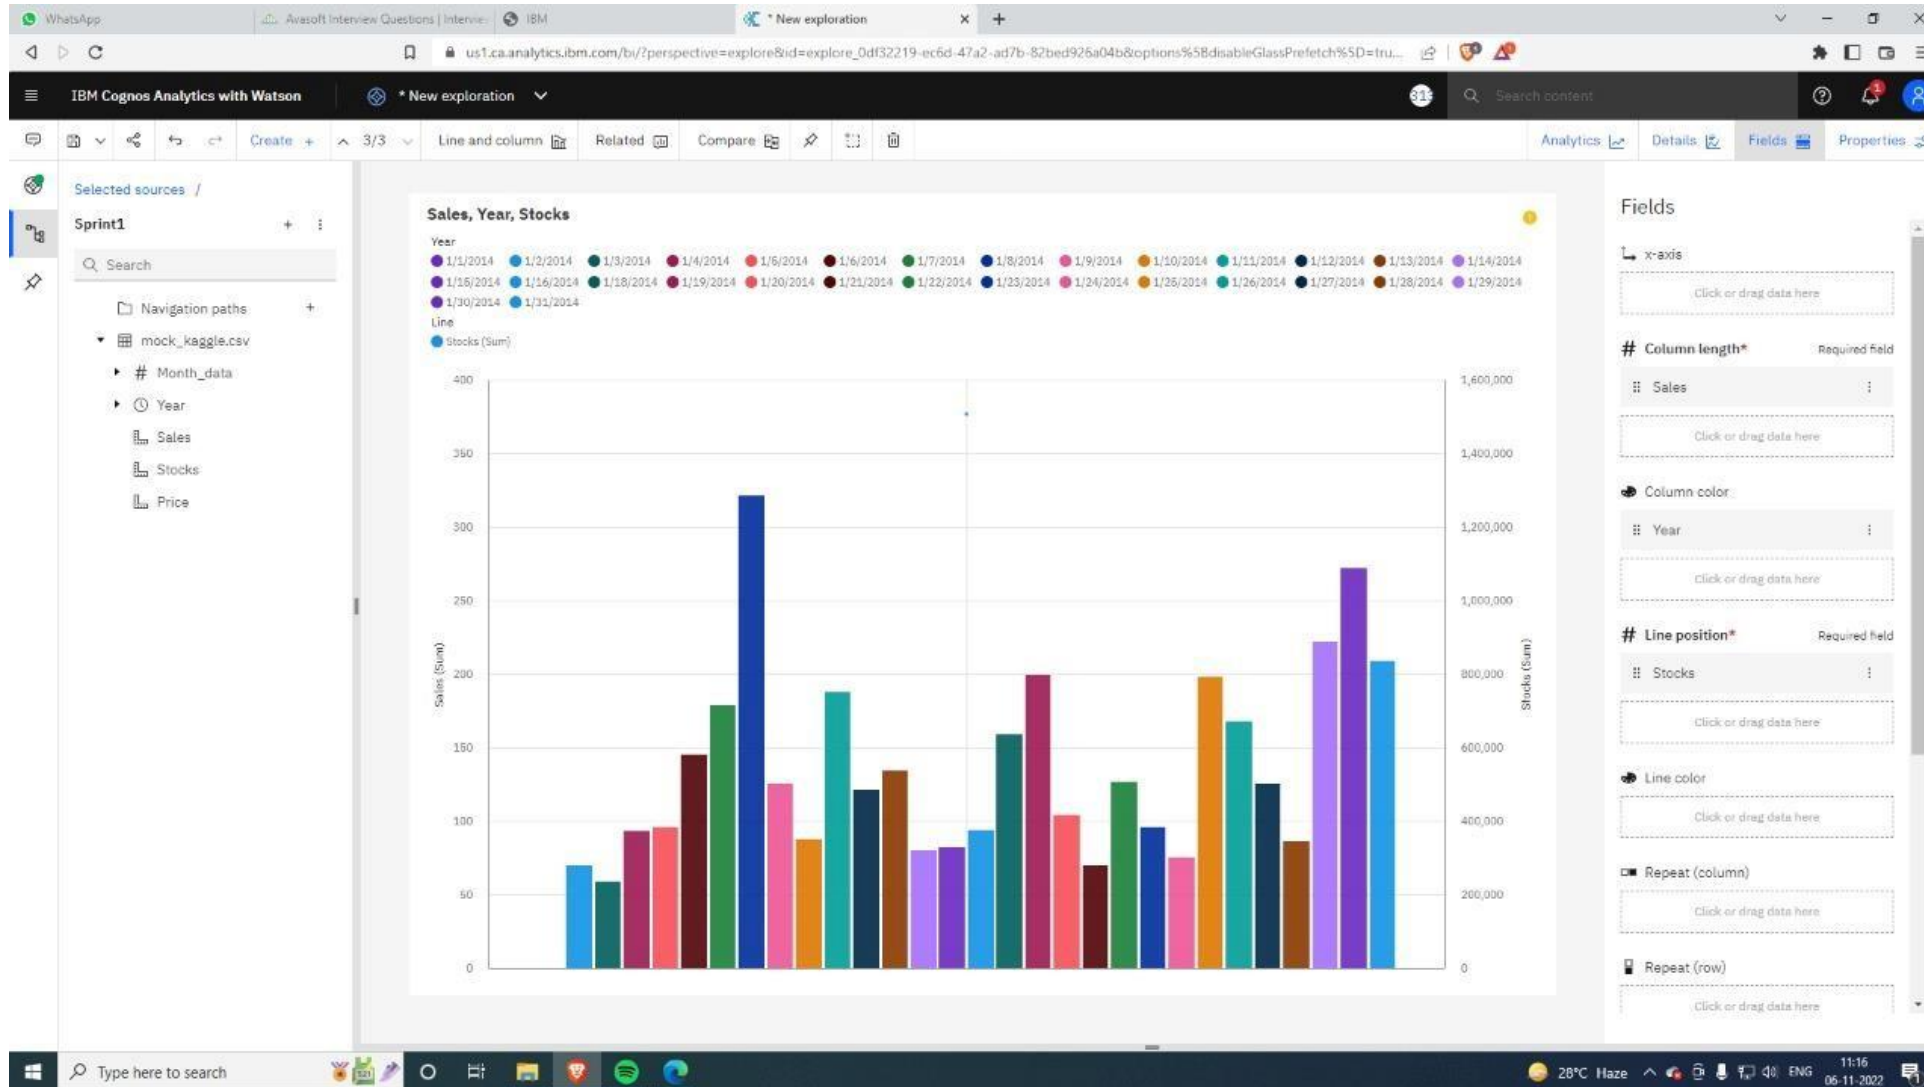 WhatsApp
Avasoft Interview Questions | Intervie
IBM
* New exploration
us1.ca.analytics.ibm.com/bi/?perspective=explore&id=explore_0df32219-ec6d-47a2-ad7b-82bed926a04b&options%5BdisableGlassPrefetch%5D=tru...
IBM Cognos Analytics with Watson
* New exploration
Search content
1
Create +
3/3
Line and column
Related
Compare
Analytics
Details
Fields
Properties
Selected sources /
Sprint1
Search
Navigation paths
mock_kaggle.csv
# Month_data
Year
Sales
Stocks
Price
Sales, Year, Stocks
Year
1/1/2014 1/2/2014 1/3/2014 1/4/2014 1/5/2014 1/6/2014 1/7/2014 1/8/2014 1/9/2014 1/10/2014 1/11/2014 1/12/2014 1/13/2014 1/14/2014
1/15/2014 1/16/2014 1/18/2014 1/19/2014 1/20/2014 1/21/2014 1/22/2014 1/23/2014 1/24/2014 1/25/2014 1/26/2014 1/27/2014 1/28/2014 1/29/2014
1/30/2014 1/31/2014
Line
Stocks (Sum)
400
350
300
250
200
150
100
50
0
Sales (Sum)
1,600,000
1,400,000
1,200,000
1,000,000
800,000
600,000
400,000
200,000
0
Stocks (Sum)
Fields
x-axis
Click or drag data here
# Column length* Required field
Sales
Click or drag data here
Column color
Year
Click or drag data here
# Line position* Required field
Stocks
Click or drag data here
Line color
Click or drag data here
Repeat (column)
Click or drag data here
Repeat (row)
Click or drag data here
Type here to search
28°C Haze
ENG
11:16
06-11-2022